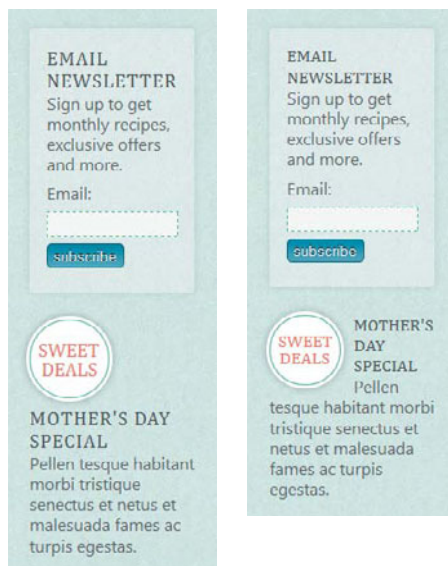 EMAIL
NEWSLETTER
Sign up to get
monthly recipes,
exclusive offers
and more.
Email:
subscribe
SWEET
DEALS
MOTHER'S DAY
SPECIAL
Pellen tesque habitant
morbi tristique
senectus et netus et
malesuada fames ac
turpis egestas.
EMAIL
NEWSLETTER
Sign up to get
monthly recipes,
exclusive offers
and more.
Email:
subscribe
SWEET
DEALS
MOTHER'S
DAY
SPECIAL
Pellen
tesque habitant morbi
tristique senectus et
netus et malesuada
fames ac turpis
egestas.